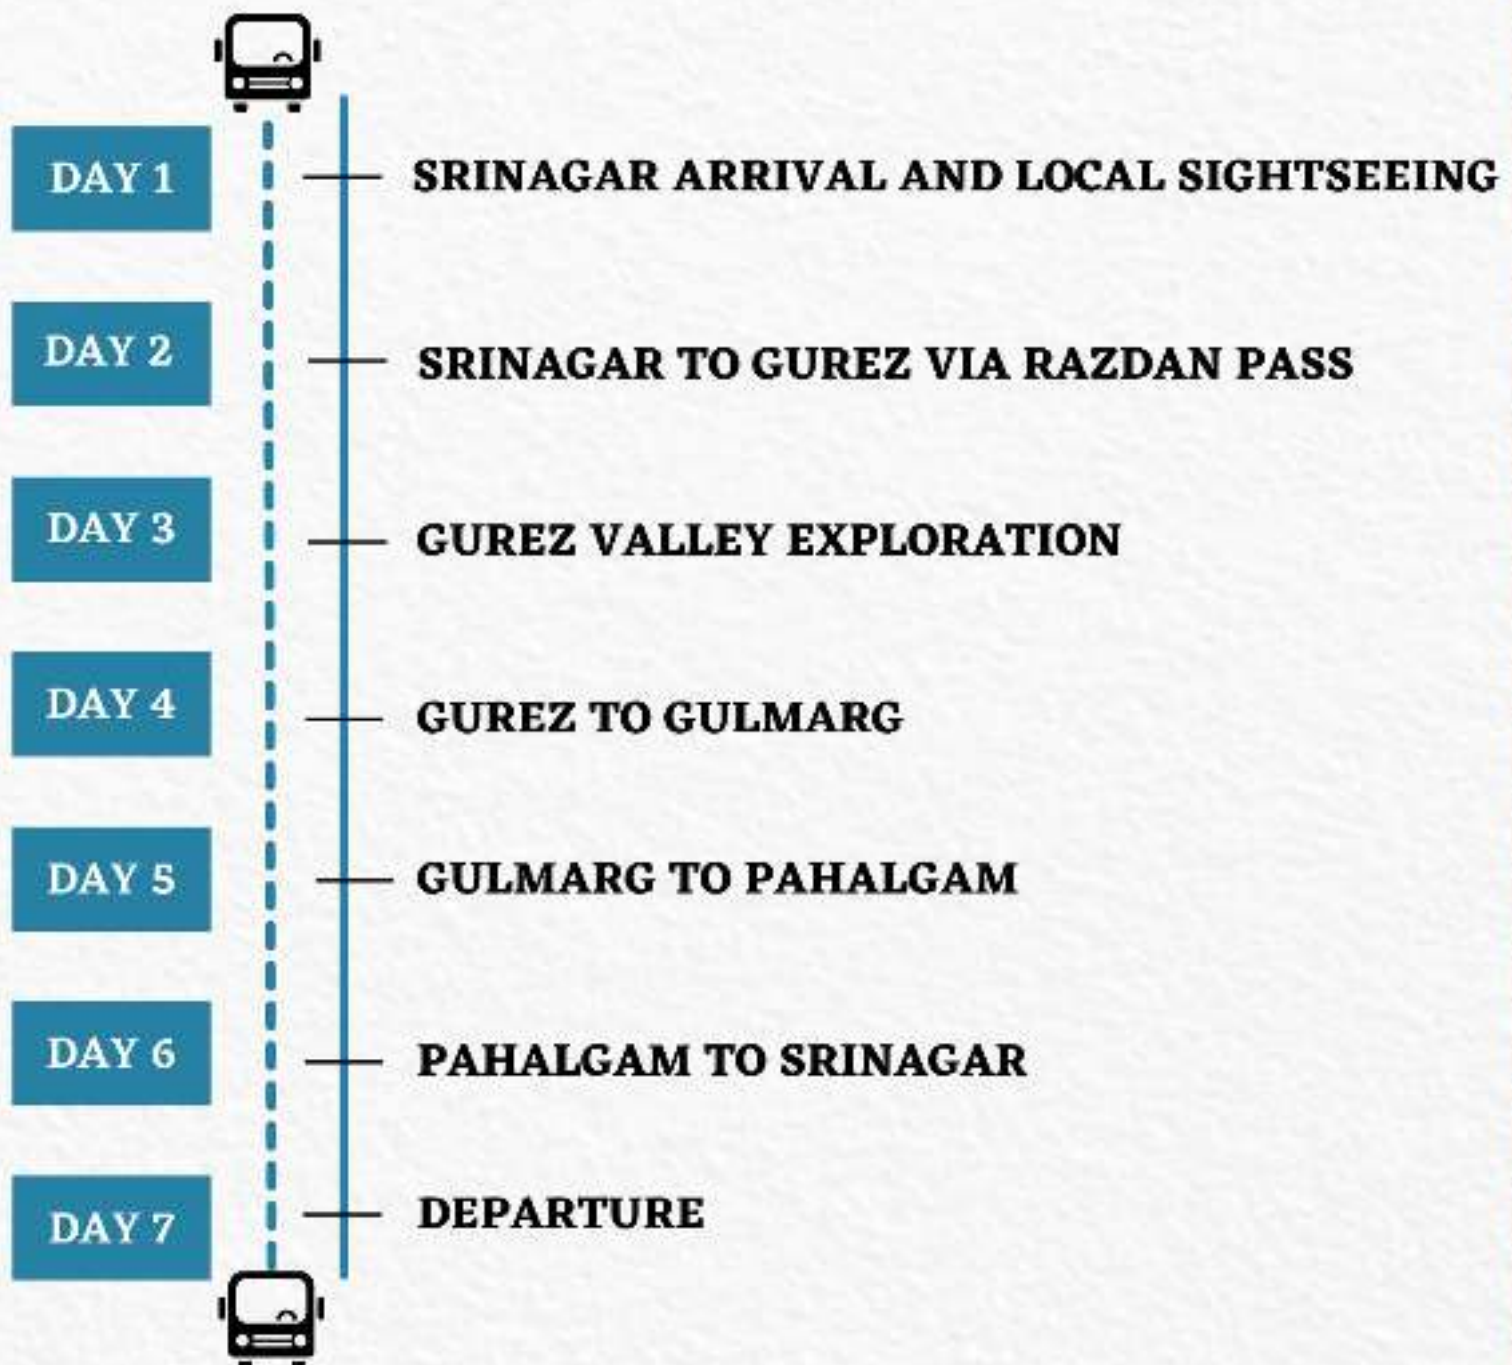 DAY 1
SRINAGAR ARRIVAL AND LOCAL SIGHTSEEING
DAY 2
SRINAGAR TO GUREZ VIA RAZDAN PASS
DAY 3
GUREZ VALLEY EXPLORATION
DAY 4
GUREZ TO GULMARG
DAY 5
GULMARG TO PAHALGAM
DAY 6
PAHALGAM TO SRINAGAR
DAY 7
DEPARTURE